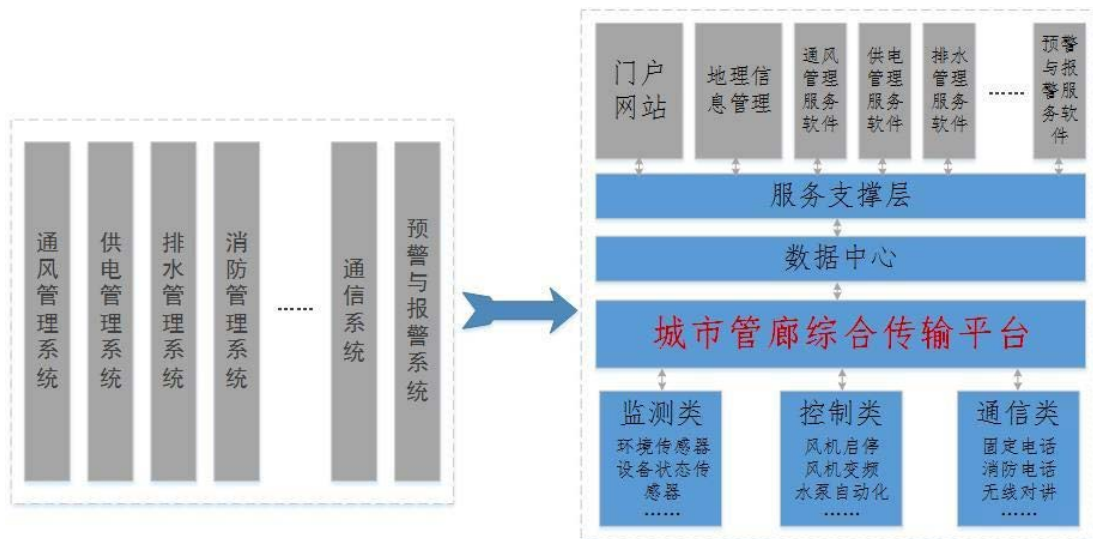 通风管理系统
供电管理系统
排水管理系统
消防管理系统
……
通信系统
预警与报警系统
门户
网站
地理信
息管理
通风
管理
服务
软件
供电
管理
服务
软件
排水
管理
服务
软件
……
预警
与报
警服
务软
件
服务支撑层
数据中心
城市管廊综合传输平台
监测类
环境传感器
设备状态传
感器
……
控制类
风机启停
风机变频
水泵自动化
……
通信类
固定电话
消防电话
无线对讲
……